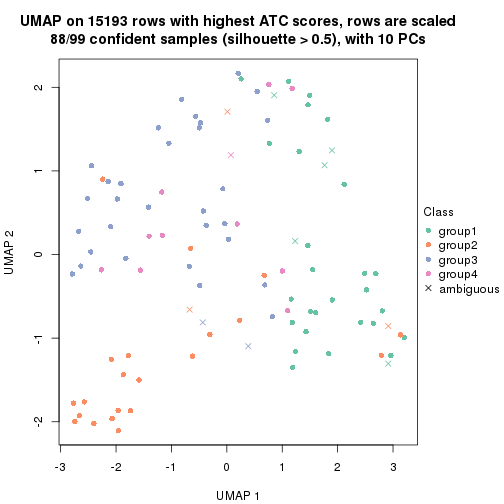 UMAP on 15193 rows with highest ATC scores, rows are scaled
88/99 confident samples (silhouette > 0.5), with 10 PCs
2
1
0
-1
-2
UMAP 2
-3
-2
-1
0
1
2
3
UMAP 1
Class
group1
group2
group3
group4
ambiguous